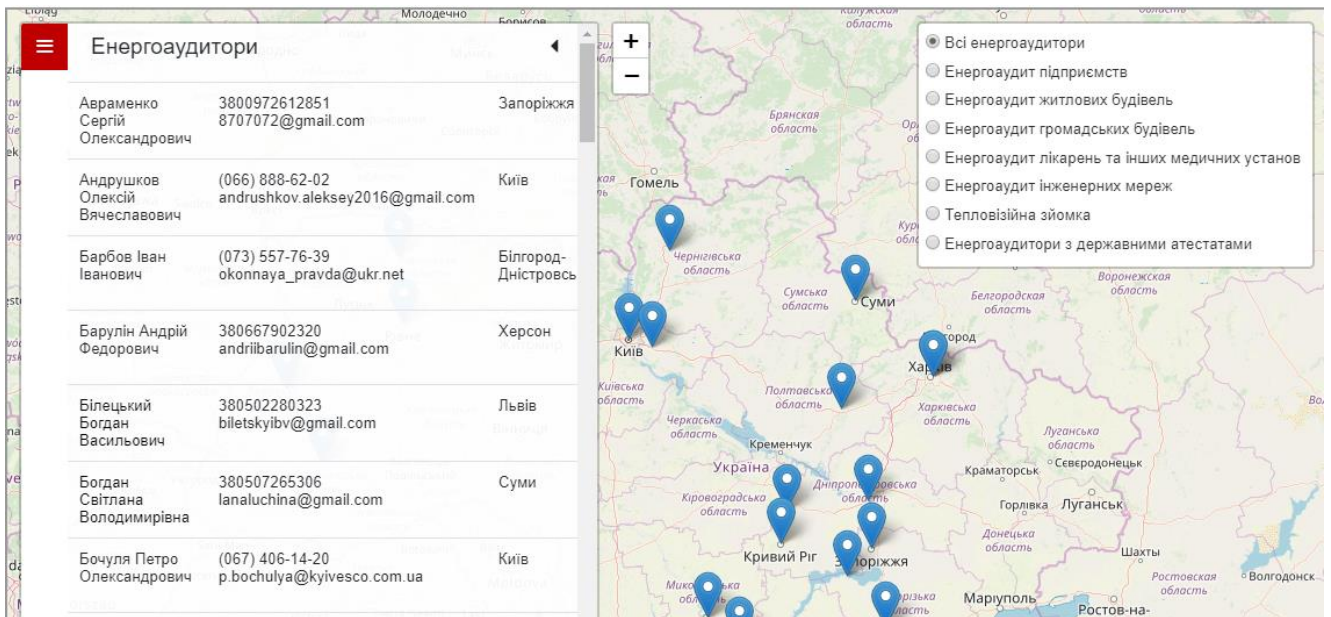 Енергоаудитори
Авраменко
Сергій
Олександрович
3800972612851
8707072@gmail.com
Запоріжжя
Андрушков
Олексій
Вячеславович
(066) 888-62-02
andrushkov.aleksey2016@gmail.com
Київ
Барбов Іван
Іванович
(073) 557-76-39
okonnaya_pravda@ukr.net
Білгород-
Дністровсь
Барулін Андрій
Федорович
380667902320
andriibarulin@gmail.com
Херсон
Білецький
Богдан
Васильович
380502280323
biletskyibv@gmail.com
Львів
Богдан
Світлана
Володимирівна
380507265306
lanaluchina@gmail.com
Суми
Бочуля Петро
Олександрович
(067) 406-14-20
p.bochulya@kyivesco.com.ua
Київ
+
−
Всі енергоаудитори
Енергоаудит підприємств
Енергоаудит житлових будівель
Енергоаудит громадських будівель
Енергоаудит лікарень та інших медичних установ
Енергоаудит інженерних мереж
Тепловізійна зйомка
Енергоаудитори з державними атестатами
Молодечно
Борисов
Калужская
область
Брянская
область
Гомель
Чернігівська
область
Сумська
область
Суми
Белгородская
область
Воронежская
область
Київ
Київська
область
Полтавська
область
Харківська
область
Черкаська
область
Луганська
область
Кременчук
Україна
Краматорськ
Сєвєродонецьк
Кіровоградська
область
Дніпропетровська
область
Горлівка
Луганськ
Кривий Ріг
Запоріжжя
Донецька
область
Шахты
Ростовская
область
Волгодонск
Маріуполь
Ростов-на-